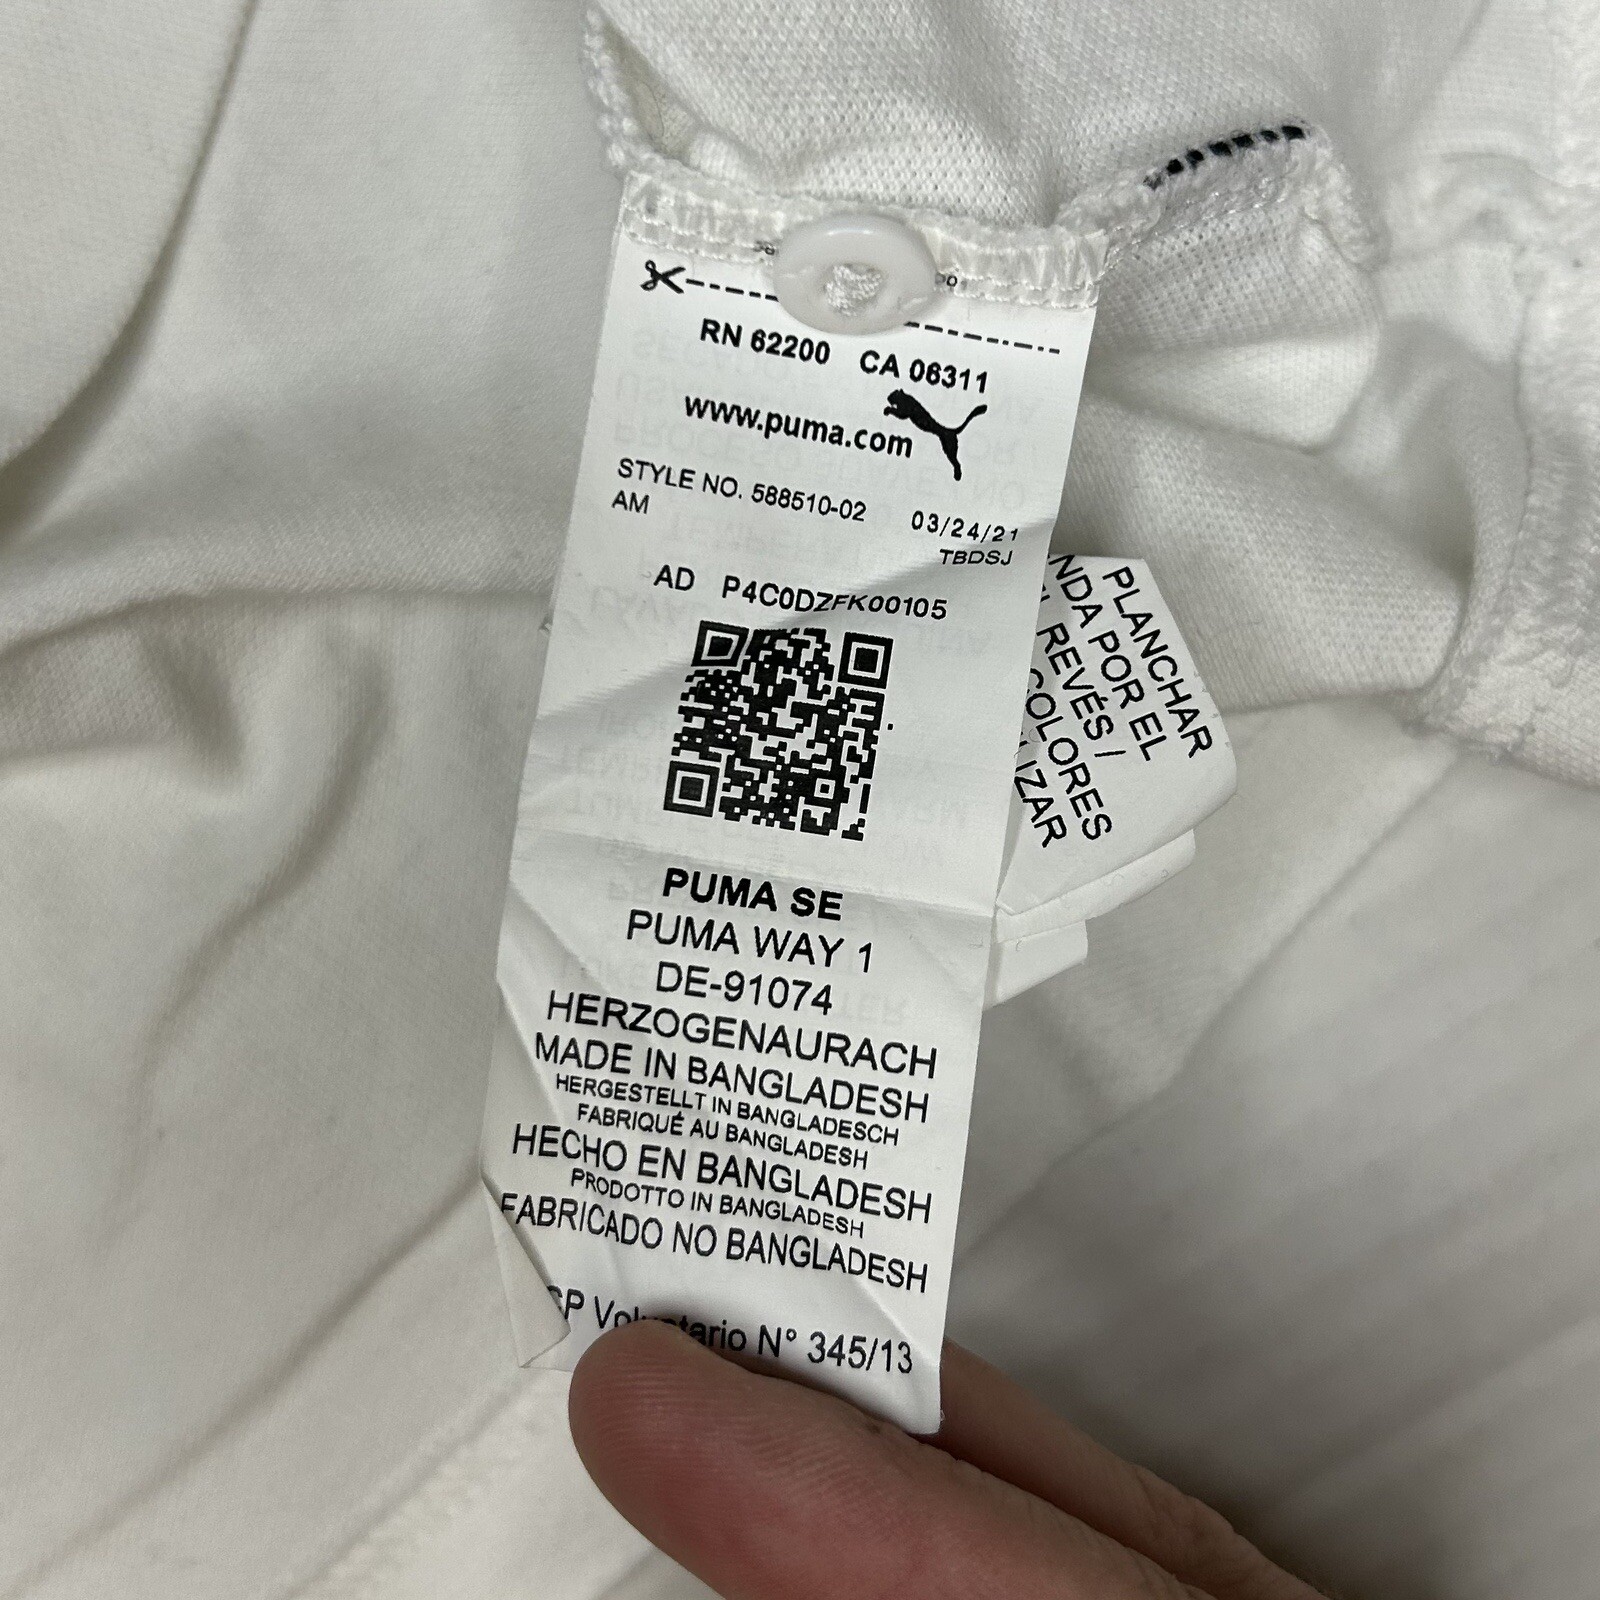 RN 62200 CA 06311
www.puma.com
STYLE NO. 588510-02 03/24/21
AM TBDSJ
AD P4C0DZFK00105
PUMA SE
PUMA WAY 1
DE-91074
HERZOGENAURACH
MADE IN BANGLADESH
HERGESTELLT IN BANGLADESCH
FABRIQUÉ AU BANGLADESH
HECHO EN BANGLADESH
PRODOTTO IN BANGLADESH
FABRICADO NO BANGLADESH
Voluntario N° 345/13
PLANCHAR
POR EL
REVÉS /
COLORES